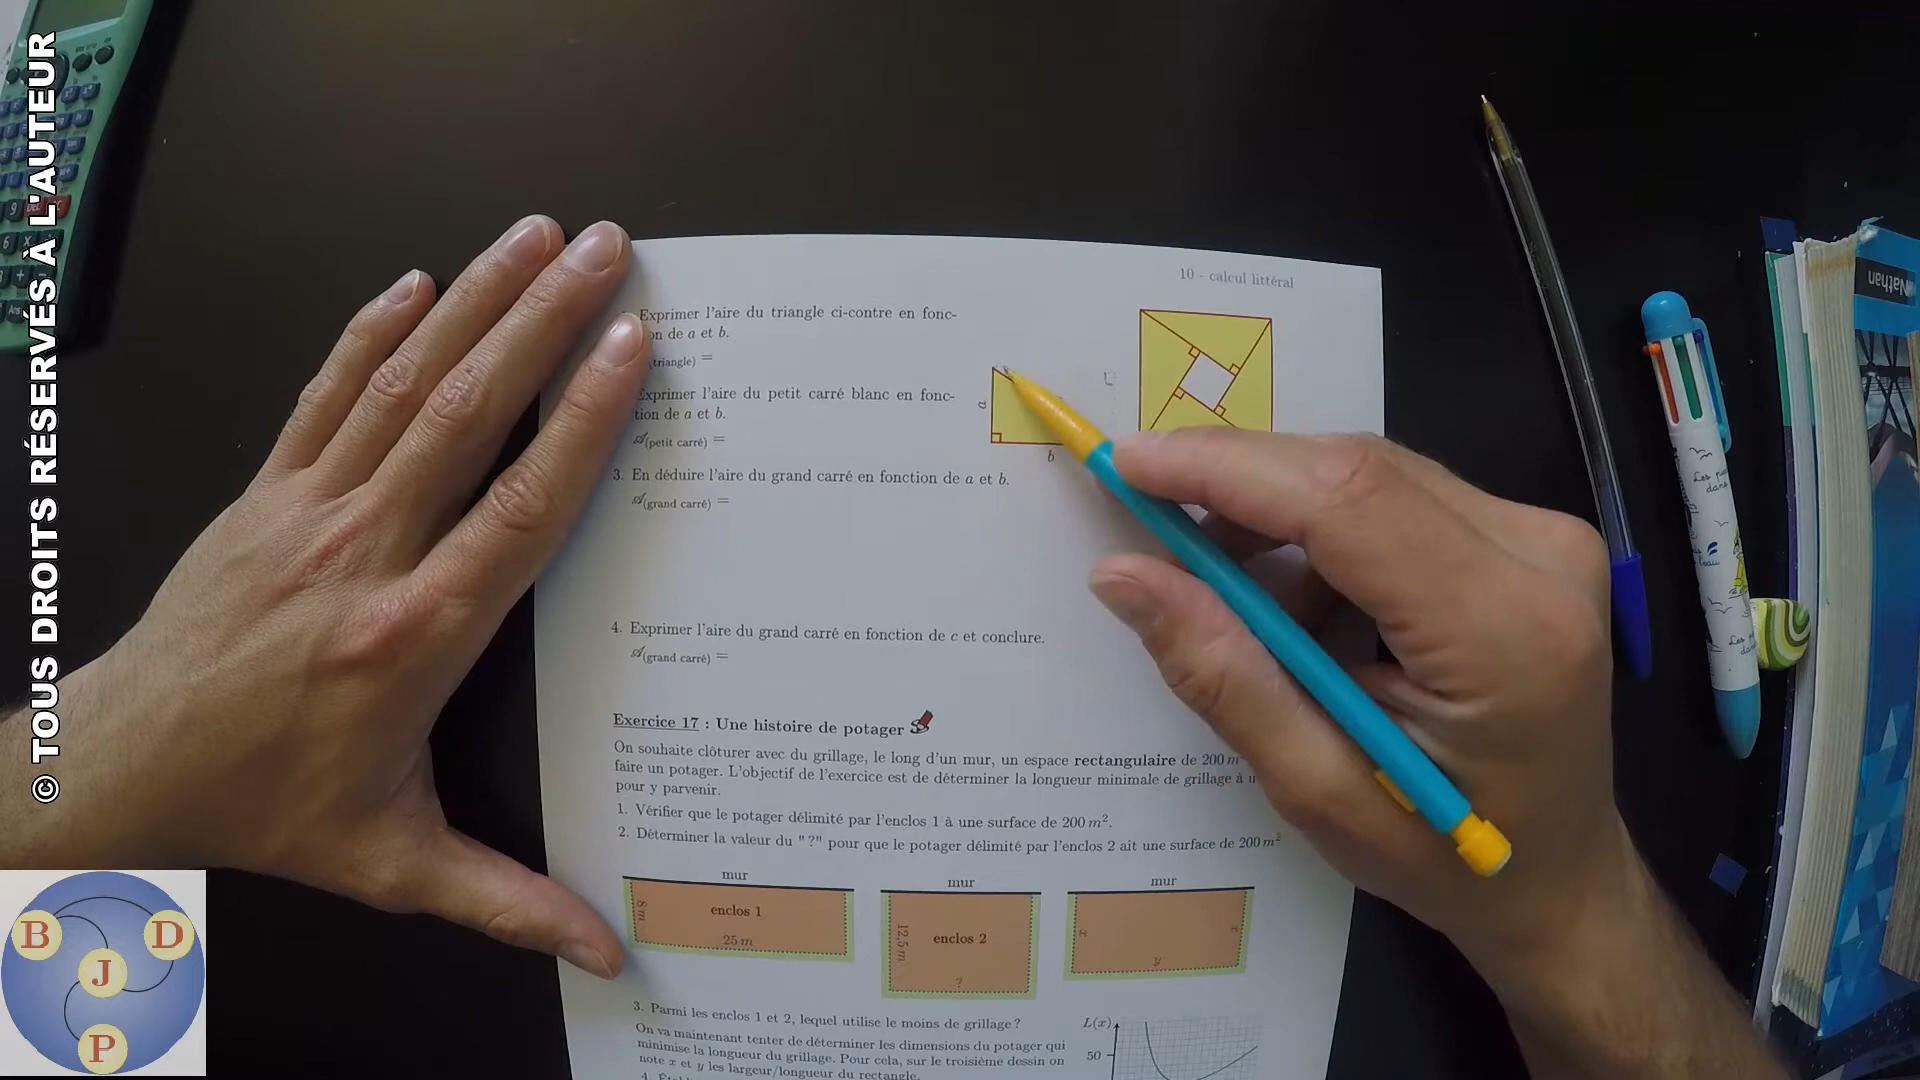 © TOUS DROITS RÉSERVÉS À L'AUTEUR
10 - calcul littéral
Exprimer l'aire du triangle ci-contre en fonc-
on de a et b.
(triangle) =
Exprimer l'aire du petit carré blanc en fonc-
tion de a et b.
𝒜(petit carré) =
a
b
3. En déduire l'aire du grand carré en fonction de a et b.
𝒜(grand carré) =
4. Exprimer l'aire du grand carré en fonction de c et conclure.
𝒜(grand carré) =
Exercice 17 : Une histoire de potager
On souhaite clôturer avec du grillage, le long d'un mur, un espace rectangulaire de 200 m
faire un potager. L'objectif de l'exercice est de déterminer la longueur minimale de grillage à
pour y parvenir.
1. Vérifier que le potager délimité par l'enclos 1 à une surface de 200 m².
2. Déterminer la valeur du "?" pour que le potager délimité par l'enclos 2 ait une surface de 200 m²
mur
8 m
enclos 1
25 m
mur
12.5 m
enclos 2
?
mur
x
x
y
3. Parmi les enclos 1 et 2, lequel utilise le moins de grillage ?
On va maintenant tenter de déterminer les dimensions du potager qui
minimise la longueur du grillage. Pour cela, sur le troisième dessin on
note x et y les largeur/longueur du rectangle.
L(x)
50
Nathan
Les pi
dans
B
D
J
P